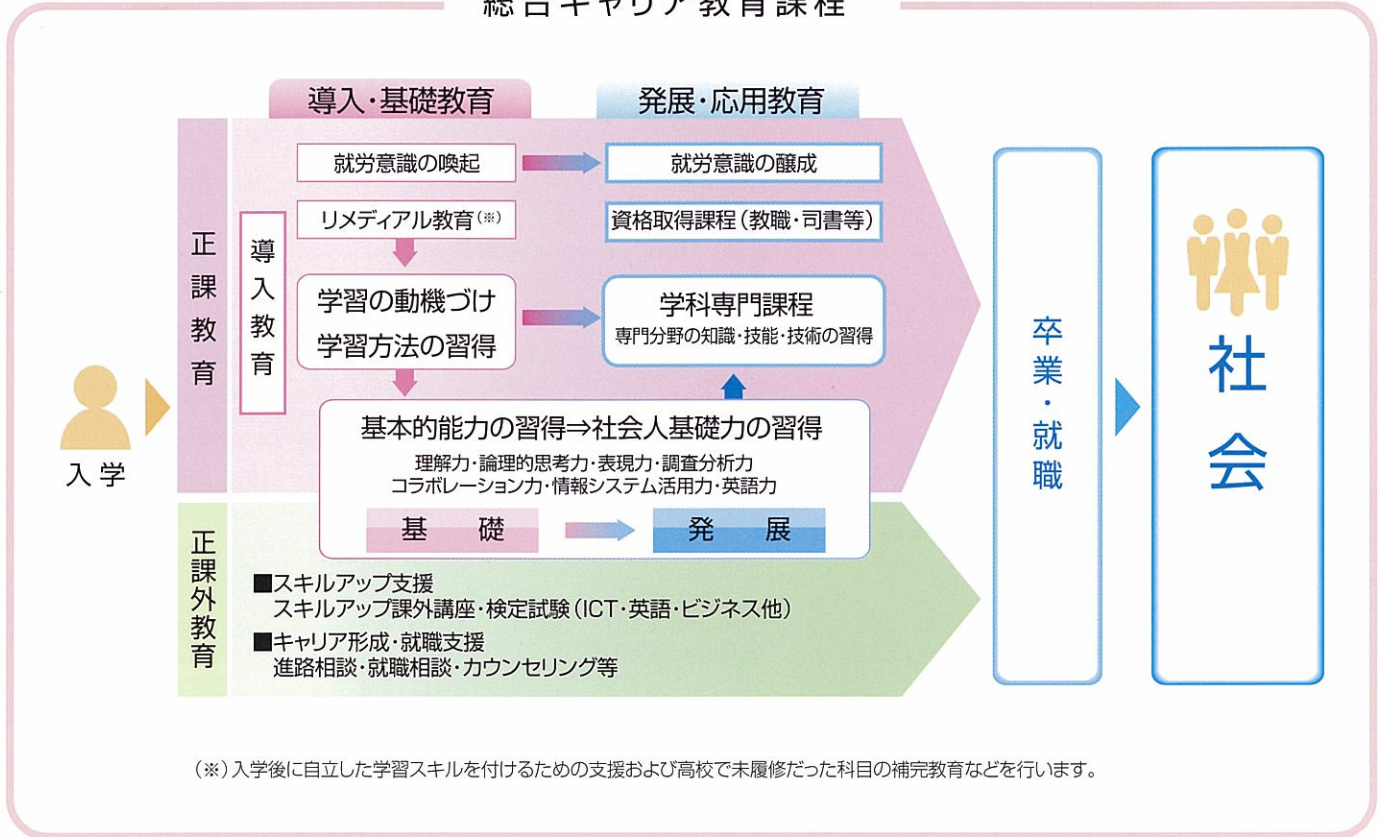 総合キャリア教育課程
導入・基礎教育
発展・応用教育
正課教育
導入教育
就労意識の喚起
就労意識の醸成
リメディアル教育(※)
資格取得課程(教職・司書等)
学習の動機づけ
学習方法の習得
学科専門課程
専門分野の知識・技能・技術の習得
基本的能力の習得⇒社会人基礎力の習得
理解力・論理的思考力・表現力・調査分析力
コラボレーション力・情報システム活用力・英語力
基 礎
発 展
入学
正課外教育
■スキルアップ支援
スキルアップ課外講座・検定試験(ICT・英語・ビジネス他)
■キャリア形成・就職支援
進路相談・就職相談・カウンセリング等
卒業・就職
社会
(※)入学後に自立した学習スキルを付けるための支援および高校で未履修だった科目の補完教育などを行います。